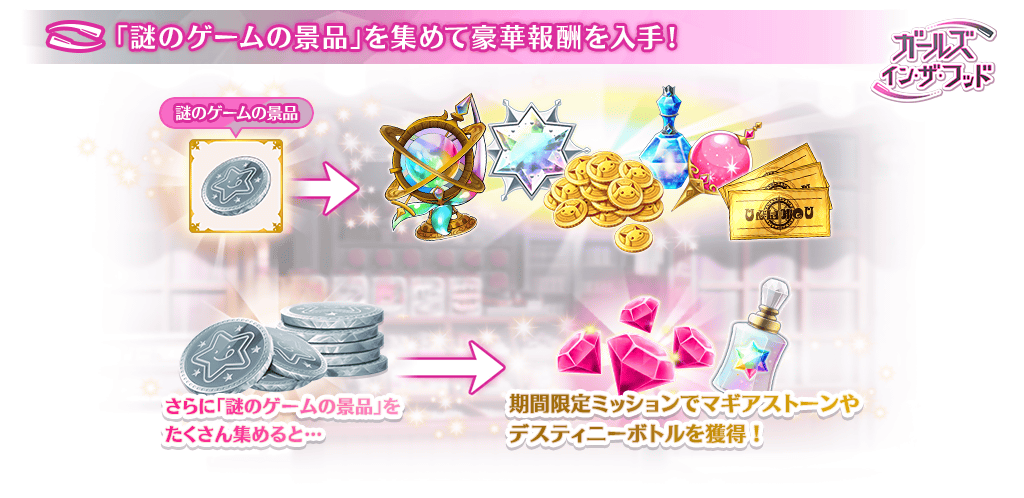 「謎のゲームの景品」を集めて豪華報酬を入手！
ガールズ
イン・ザ・フッド
謎のゲームの景品
さらに「謎のゲームの景品」を
たくさん集めると…
期間限定ミッションでマギアストーンや
デスティニーボトルを獲得！